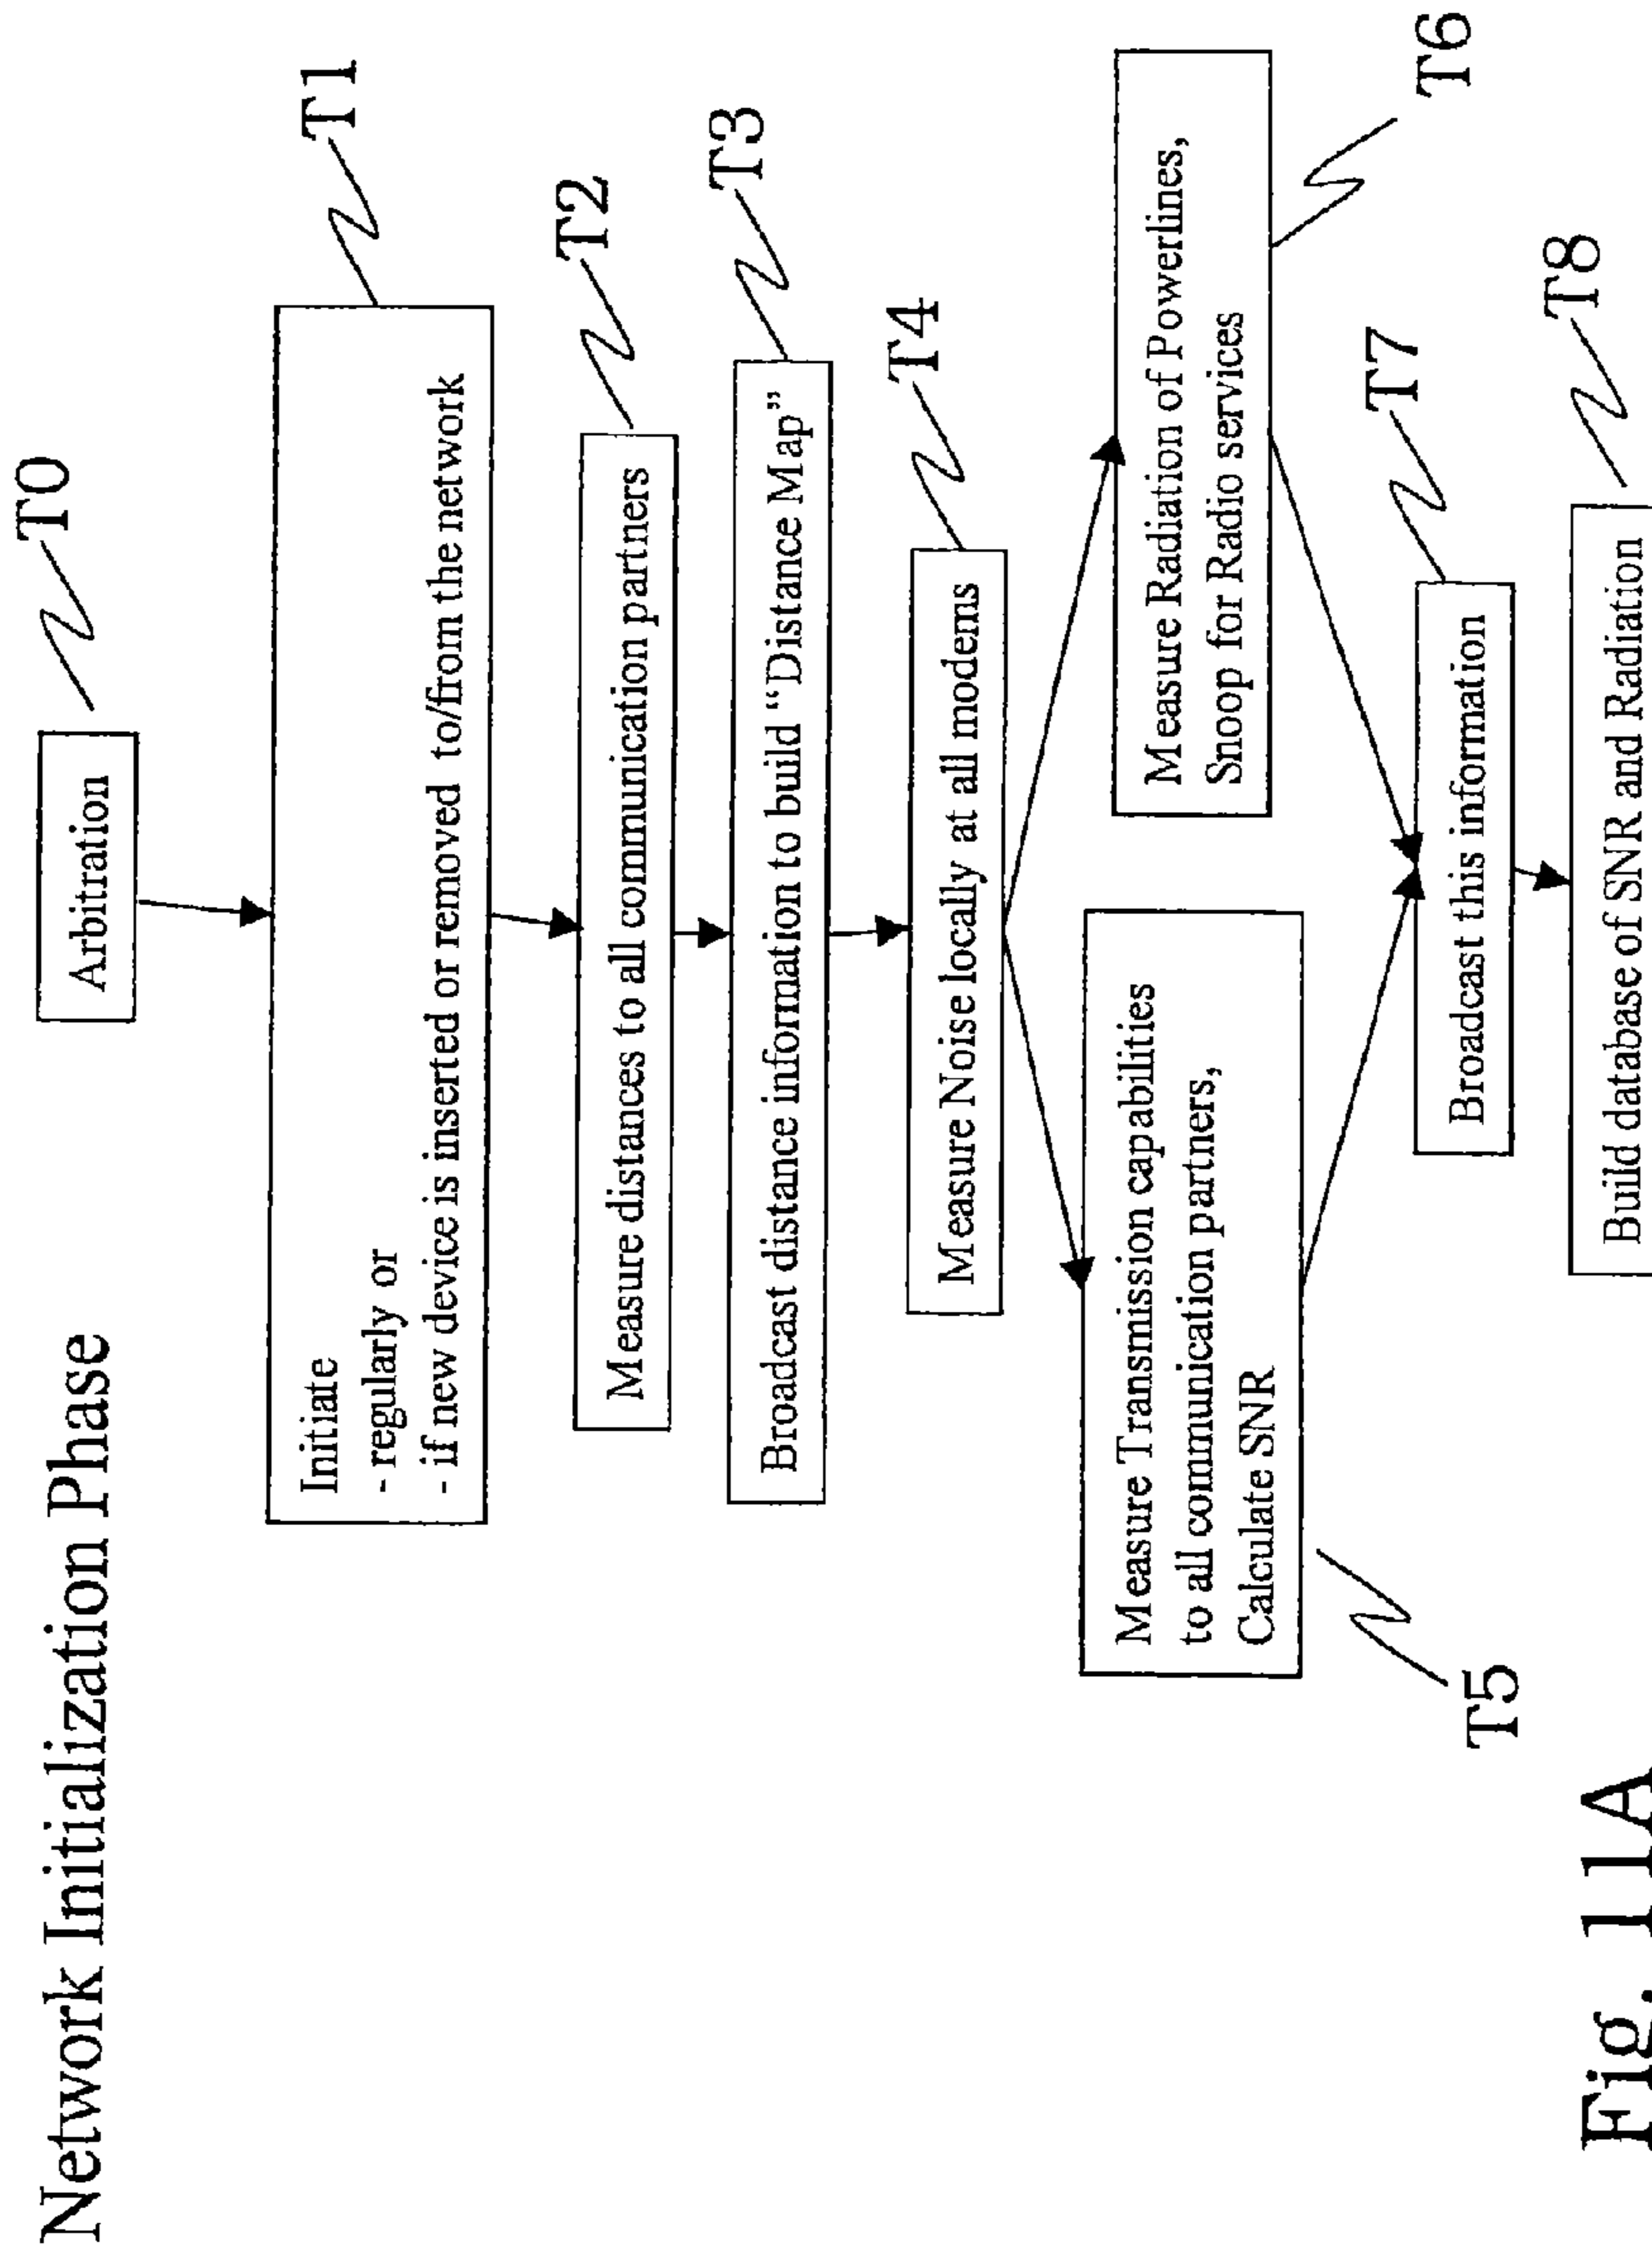 Network Initialization Phase
Arbitration
T0
Initiate
- regularly or
- if new device is inserted or removed to/from the network
T1
Measure distances to all communication partners
T2
Broadcast distance information to build “Distance Map”
T3
Measure Noise locally at all modems
T4
Measure Transmission capabilities
to all communication partners,
Calculate SNR
T5
Measure Radiation of Powerlines,
Snoop for Radio services
T6
Broadcast this information
T7
Build database of SNR and Radiation
T8
Fig. 11A